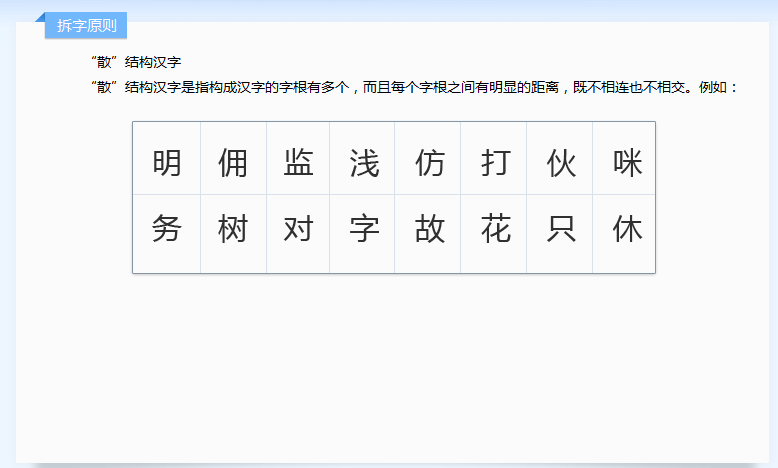 拆字原则
“散”结构汉字
“散”结构汉字是指构成汉字的字根有多个，而且每个字根之间有明显的距离，既不相连也不相交。例如：
明 佣 监 浅 仿 打 伙 咪
务 树 对 字 故 花 只 休